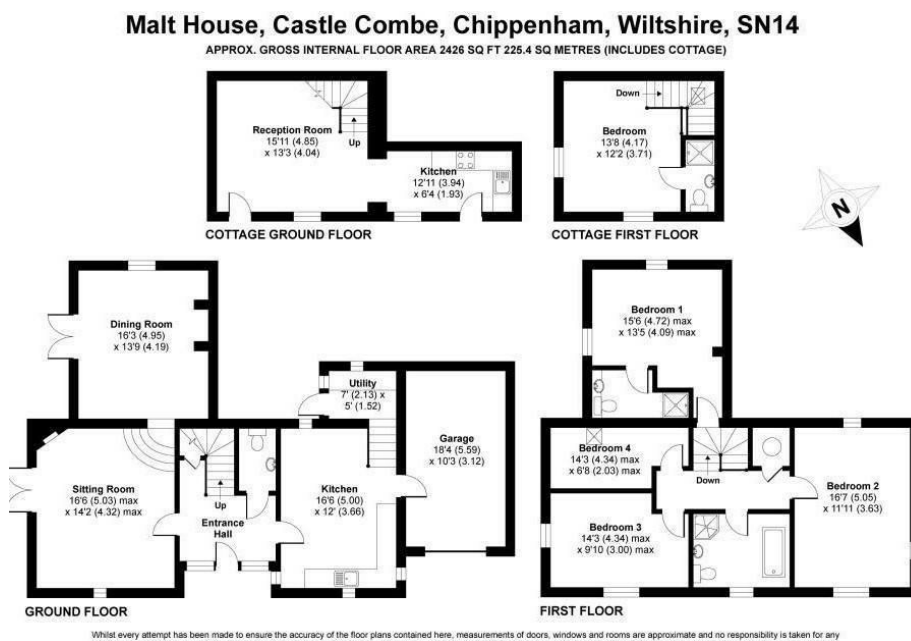 Malt House, Castle Combe, Chippenham, Wiltshire, SN14
APPROX. GROSS INTERNAL FLOOR AREA 2426 SQ FT 225.4 SQ METRES (INCLUDES COTTAGE)
Reception Room
15'11 (4.85)
x 13'3 (4.04)
Up
Kitchen
12'11 (3.94)
x 6'4 (1.93)
COTTAGE GROUND FLOOR
Down
Bedroom
13'8 (4.17)
x 12'2 (3.71)
COTTAGE FIRST FLOOR
N
Dining Room
16'3 (4.95)
x 13'9 (4.19)
Utility
7' (2.13) x
5' (1.52)
Garage
18'4 (5.59)
x 10'3 (3.12)
Sitting Room
16'6 (5.03) max
x 14'2 (4.32) max
Up
Entrance
Hall
Kitchen
16'6 (5.00)
x 12' (3.66)
GROUND FLOOR
Bedroom 1
15'6 (4.72) max
x 13'5 (4.09) max
Bedroom 4
14'3 (4.34) max
x 6'8 (2.03) max
Down
Bedroom 2
16'7 (5.05)
x 11'11 (3.63)
Bedroom 3
14'3 (4.34) max
x 9'10 (3.00) max
FIRST FLOOR
Whilst every attempt has been made to ensure the accuracy of the floor plans contained here, measurements of doors, windows and rooms are approximate and no responsibility is taken for any